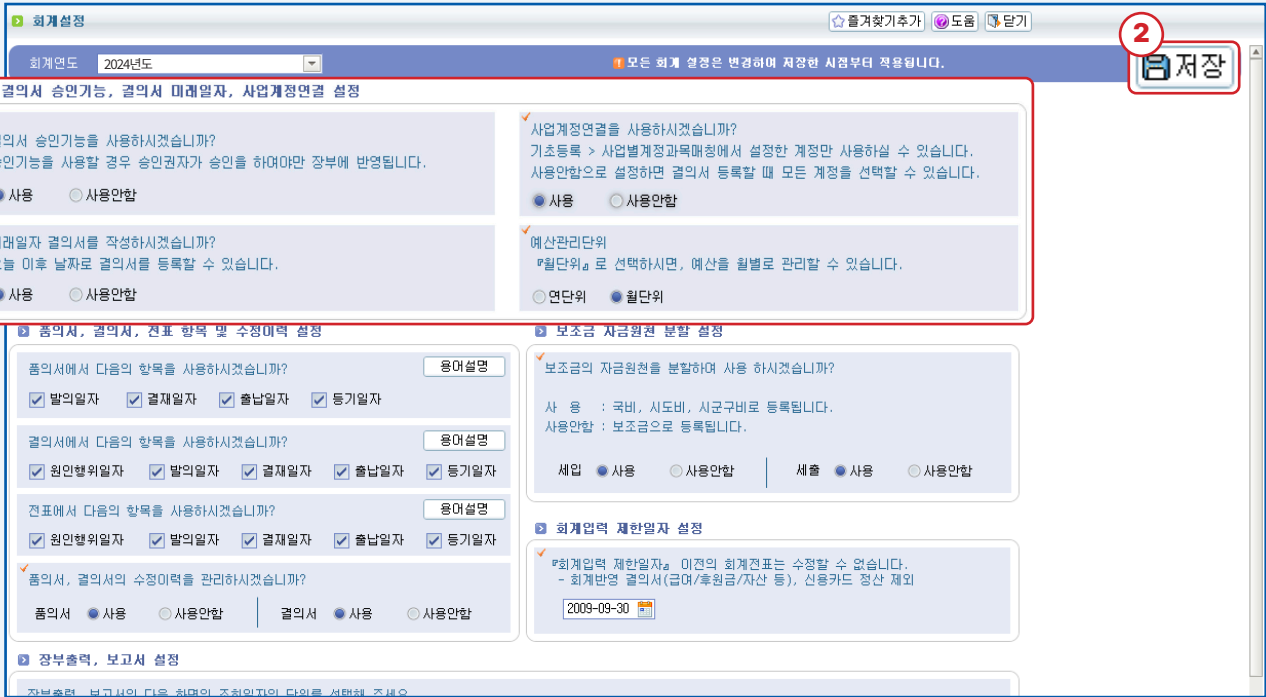 회계설정
즐겨찾기추가 도움 닫기
2
회계연도 2024년도
모든 회계 설정은 변경하여 저장한 시점부터 적용됩니다.
저장
결의서 승인기능, 결의서 미래일자, 사업계정연결 설정
결의서 승인기능을 사용하시겠습니까?
승인기능을 사용할 경우 승인권자가 승인을 하여야만 장부에 반영됩니다.
사용 사용안함
사업계정연결을 사용하시겠습니까?
기초등록 > 사업별계정과목매칭에서 설정한 계정만 사용하실 수 있습니다.
사용안함으로 설정하면 결의서 등록할 때 모든 계정을 선택할 수 있습니다.
사용 사용안함
미래일자 결의서를 작성하시겠습니까?
오늘 이후 날짜로 결의서를 등록할 수 있습니다.
사용 사용안함
예산관리단위
『월단위』로 선택하시면, 예산을 월별로 관리할 수 있습니다.
연단위 월단위
품의서, 결의서, 전표 항목 및 수정이력 설정
품의서에서 다음의 항목을 사용하시겠습니까? 용어설명
발의일자 결재일자 출납일자 등기일자
결의서에서 다음의 항목을 사용하시겠습니까? 용어설명
원인행위일자 발의일자 결재일자 출납일자 등기일자
전표에서 다음의 항목을 사용하시겠습니까? 용어설명
원인행위일자 발의일자 결재일자 출납일자 등기일자
품의서, 결의서의 수정이력을 관리하시겠습니까?
품의서 사용 사용안함 결의서 사용 사용안함
보조금 자금원천 분할 설정
보조금의 자금원천을 분할하여 사용 하시겠습니까?
사 용 : 국비, 시도비, 시군구비로 등록됩니다.
사용안함 : 보조금으로 등록됩니다.
세입 사용 사용안함 세출 사용 사용안함
회계입력 제한일자 설정
『회계입력 제한일자』 이전의 회계전표는 수정할 수 없습니다.
- 회계반영 결의서(급여/후원금/자산 등), 신용카드 정산 제외
2009-09-30
장부출력, 보고서 설정
장부출력, 보고서의 다음 화면의 조회일자의 단위를 선택해 주세요